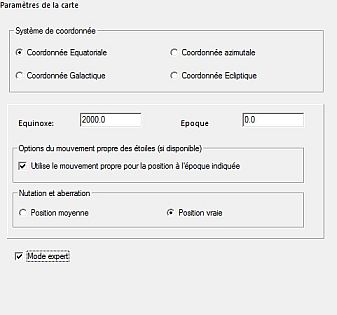 Paramètres de la carte
Système de coordonnée
Coordonnée Equatoriale Coordonnée azimutale
Coordonnée Galactique Coordonnée Ecliptique
Equinoxe: 2000.0 Epoque 0.0
Options du mouvement propre des étoiles (si disponible)
Utilise le mouvement propre pour la position à l'époque indiquée
Nutation et aberration
Position moyenne Position vraie
Mode expert